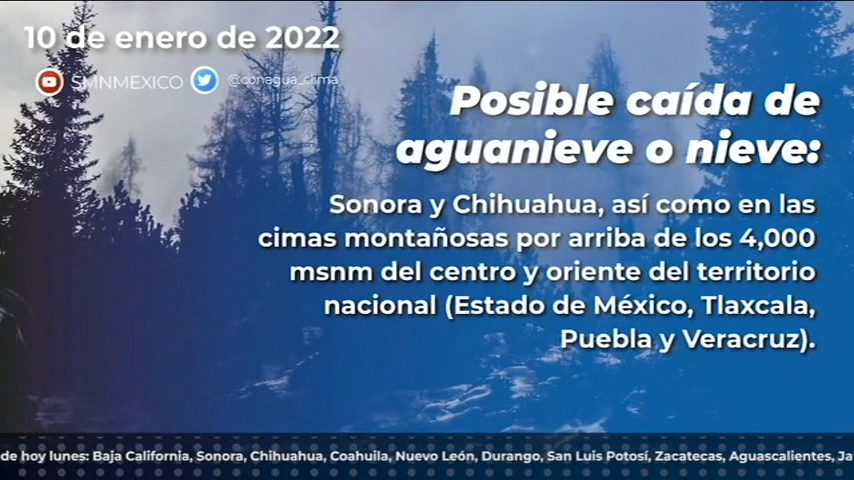 10 de enero de 2022
SMNMEXICO @conagua_clima
Posible caída de
aguanieve o nieve:
Sonora y Chihuahua, así como en las
cimas montañosas por arriba de los 4,000
msnm del centro y oriente del territorio
nacional (Estado de México, Tlaxcala,
Puebla y Veracruz).
de hoy lunes: Baja California, Sonora, Chihuahua, Coahuila, Nuevo León, Durango, San Luis Potosí, Zacatecas, Aguascalientes, Ja